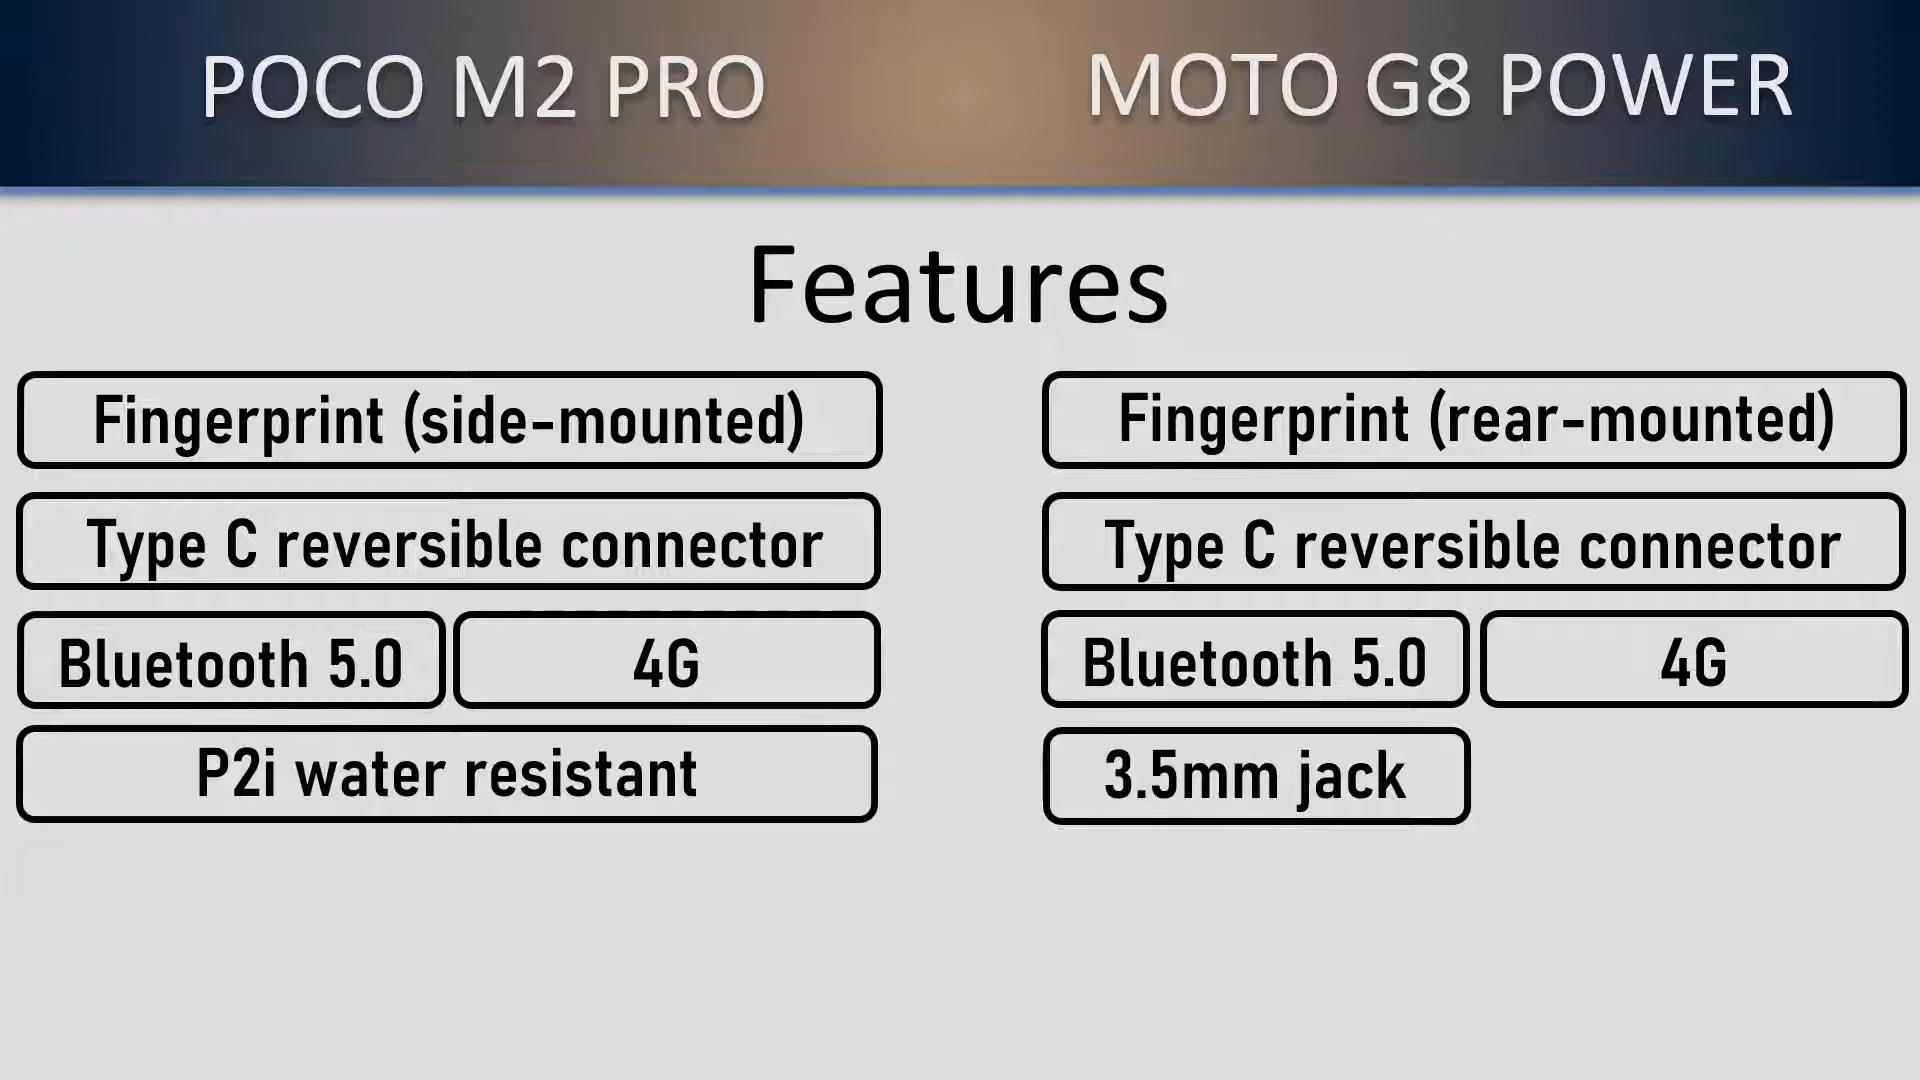 POCO M2 PRO
MOTO G8 POWER
Features
Fingerprint (side-mounted)
Fingerprint (rear-mounted)
Type C reversible connector
Type C reversible connector
Bluetooth 5.0
4G
Bluetooth 5.0
4G
P2i water resistant
3.5mm jack